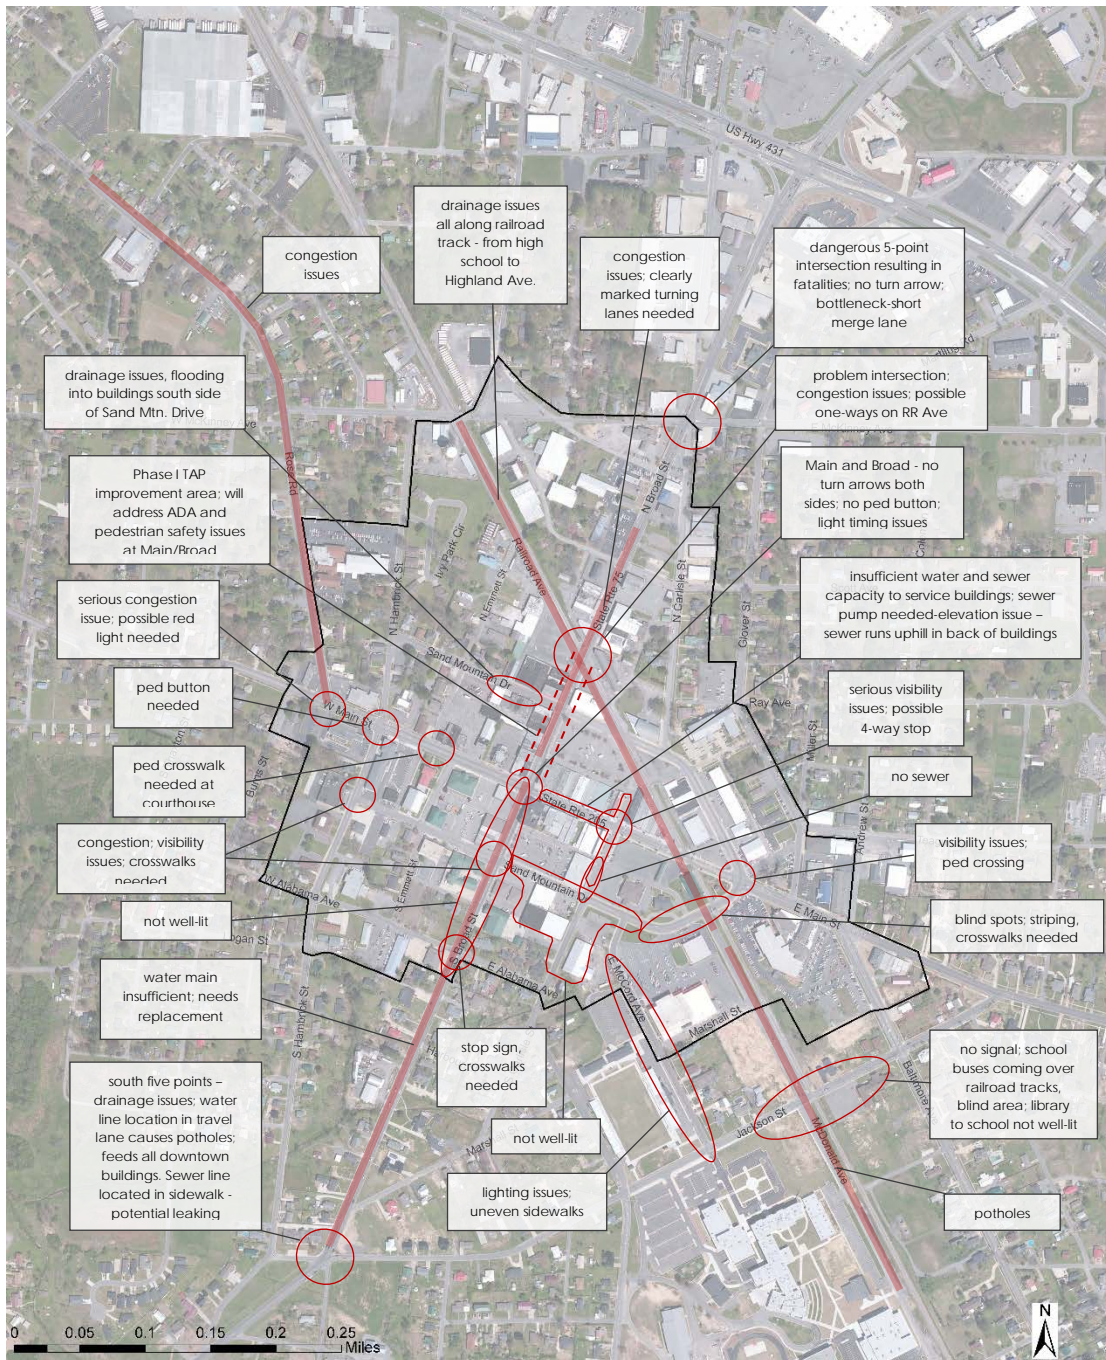 US Hwy 431
drainage issues
all along railroad
track - from high
school to
Highland Ave.
congestion
issues
congestion
issues; clearly
marked turning
lanes needed
dangerous 5-point
intersection resulting in
fatalities; no turn arrow;
bottleneck-short
merge lane
drainage issues, flooding
into buildings south side
of Sand Mtn. Drive
problem intersection;
congestion issues; possible
one-ways on RR Ave
Phase I TAP
improvement area; will
address ADA and
pedestrian safety issues
at Main/Broad
Main and Broad - no
turn arrows both
sides; no ped button;
light timing issues
Rose Rd
N Broad St
Ivy Park Cir
Railroad Ave
N Hambrick St
N Emmett St
State Rte 75
N Carlisle St
Glover St
insufficient water and sewer
capacity to service buildings; sewer
pump needed-elevation issue –
sewer runs uphill in back of buildings
serious congestion
issue; possible red
light needed
Sand Mountain Dr
ped button
needed
W Main St
Ray Ave
serious visibility
issues; possible
4-way stop
Miller St
ped crosswalk
needed at
courthouse
Burns St
no sewer
State Rte 205
Andrew St
congestion; visibility
issues; crosswalks
needed
visibility issues;
ped crossing
Sand Mountain D
W Alabama Ave
S Emmett St
not well-lit
E Main St
blind spots; striping,
crosswalks needed
ogan St
S Broad St
E Alabama Ave
E McCord Ave
water main
insufficient; needs
replacement
S Hambrick St
Marshall St
stop sign,
crosswalks
needed
no signal; school
buses coming over
railroad tracks,
blind area; library
to school not well-lit
Baltimore A
south five points –
drainage issues; water
line location in travel
lane causes potholes;
feeds all downtown
buildings. Sewer line
located in sidewalk -
potential leaking
not well-lit
Jackson St
McDonald Ave
lighting issues;
uneven sidewalks
potholes
0 0.05 0.1 0.15 0.2 0.25
Miles
N